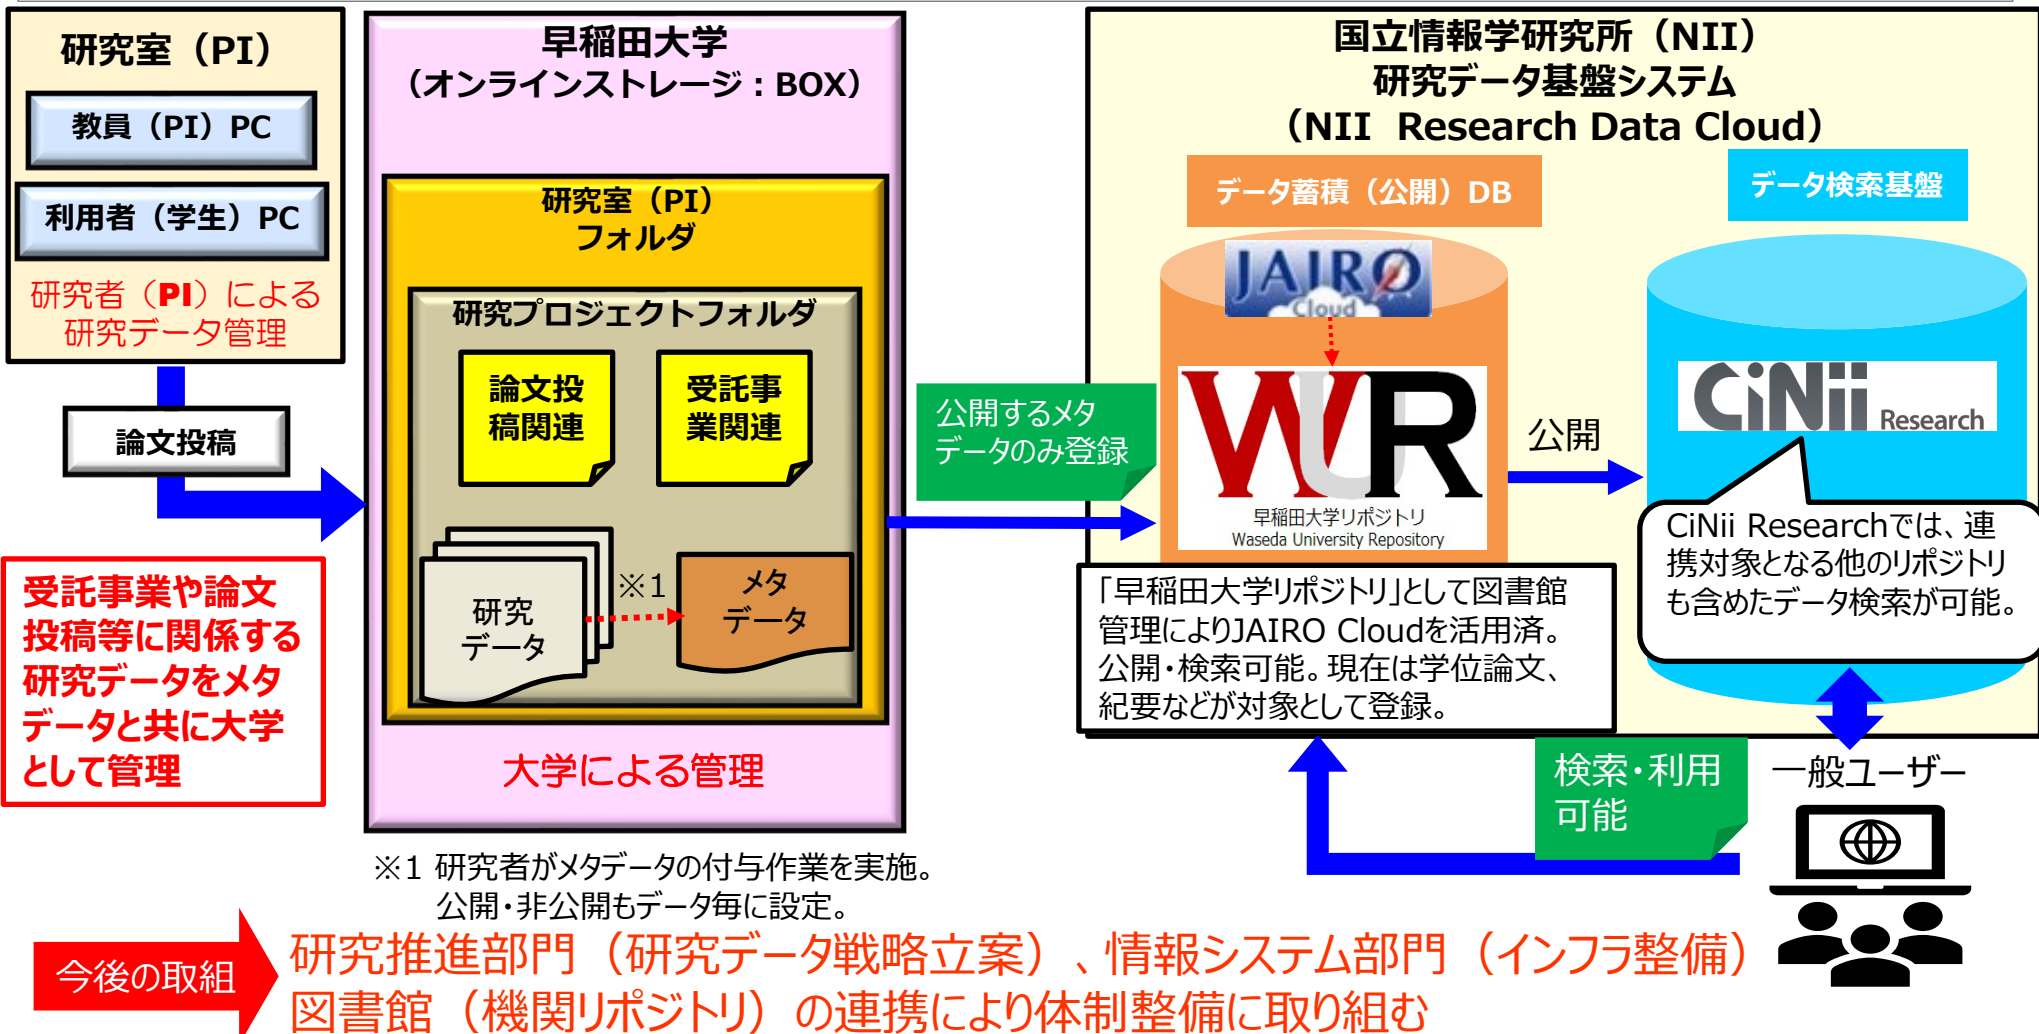 研究室（PI）
教員（PI）PC
利用者（学生）PC
研究者（PI）による
研究データ管理
論文投稿
受託事業や論文
投稿等に関係する
研究データをメタ
データと共に大学
として管理
早稲田大学
（オンラインストレージ：BOX）
研究室（PI）
フォルダ
研究プロジェクトフォルダ
論文投
稿関連
受託事
業関連
研究
データ
※1
メタ
データ
大学による管理
※1 研究者がメタデータの付与作業を実施。
公開・非公開もデータ毎に設定。
公開するメタ
データのみ登録
国立情報学研究所（NII）
研究データ基盤システム
（NII Research Data Cloud）
データ蓄積（公開）DB
JAIRO
Cloud
WUR
早稲田大学リポジトリ
Waseda University Repository
「早稲田大学リポジトリ」として図書館
管理によりJAIRO Cloudを活用済。
公開・検索可能。現在は学位論文、
紀要などが対象として登録。
公開
データ検索基盤
CiNii Research
CiNii Researchでは、連
携対象となる他のリポジトリ
も含めたデータ検索が可能。
検索・利用
可能
一般ユーザー
今後の取組
研究推進部門（研究データ戦略立案）、情報システム部門（インフラ整備）
図書館（機関リポジトリ）の連携により体制整備に取り組む